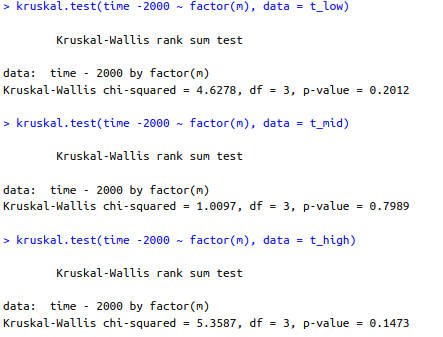 > kruskal.test(time -2000 ~ factor(m), data = t_low)
Kruskal-Wallis rank sum test
data:  time - 2000 by factor(m)
Kruskal-Wallis chi-squared = 4.6278, df = 3, p-value = 0.2012
> kruskal.test(time -2000 ~ factor(m), data = t_mid)
Kruskal-Wallis rank sum test
data:  time - 2000 by factor(m)
Kruskal-Wallis chi-squared = 1.0097, df = 3, p-value = 0.7989
> kruskal.test(time -2000 ~ factor(m), data = t_high)
Kruskal-Wallis rank sum test
data:  time - 2000 by factor(m)
Kruskal-Wallis chi-squared = 5.3587, df = 3, p-value = 0.1473